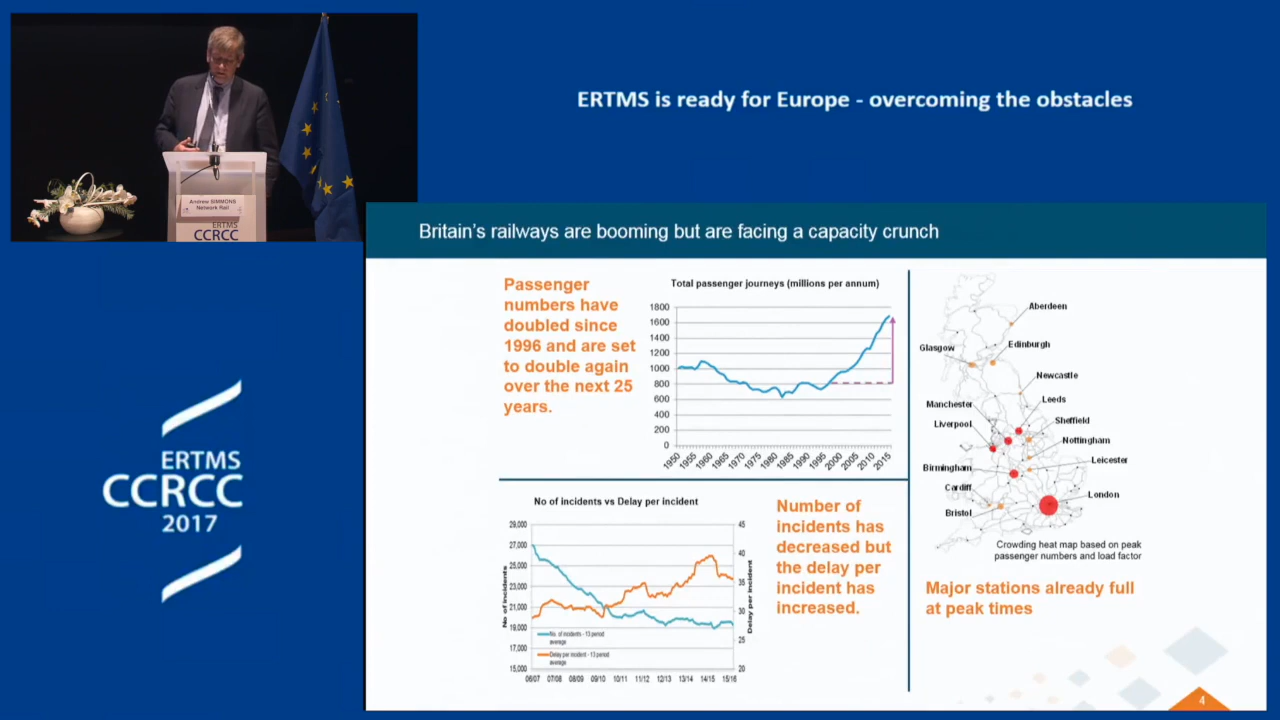 ERTMS is ready for Europe - overcoming the obstacles
Andrew SIMMONS
Network Rail
ERTMS
CCRCC
ERTMS
CCRCC
2017
Britain's railways are booming but are facing a capacity crunch
Passenger
numbers have
doubled since
1996 and are set
to double again
over the next 25
years.
Total passenger journeys (millions per annum)
1800
1600
1400
1200
1000
800
600
400
200
0
1950
1955
1960
1965
1970
1975
1980
1985
1990
1995
2000
2005
2010
2015
No of incidents vs Delay per incident
No of incidents
29,000
27,000
25,000
23,000
21,000
19,000
17,000
15,000
45
40
35
30
25
20
Delay per incident
No. of incidents - 13 period
average
Delay per incident - 13 period
average
06/07 07/08 08/09 09/10 10/11 11/12 12/13 13/14 14/15 15/16
Number of
incidents has
decreased but
the delay per
incident has
increased.
Aberdeen
Edinburgh
Glasgow
Newcastle
Leeds
Manchester
Sheffield
Liverpool
Nottingham
Leicester
Birmingham
Cardiff
London
Bristol
Crowding heat map based on peak
passenger numbers and load factor
Major stations already full
at peak times
4